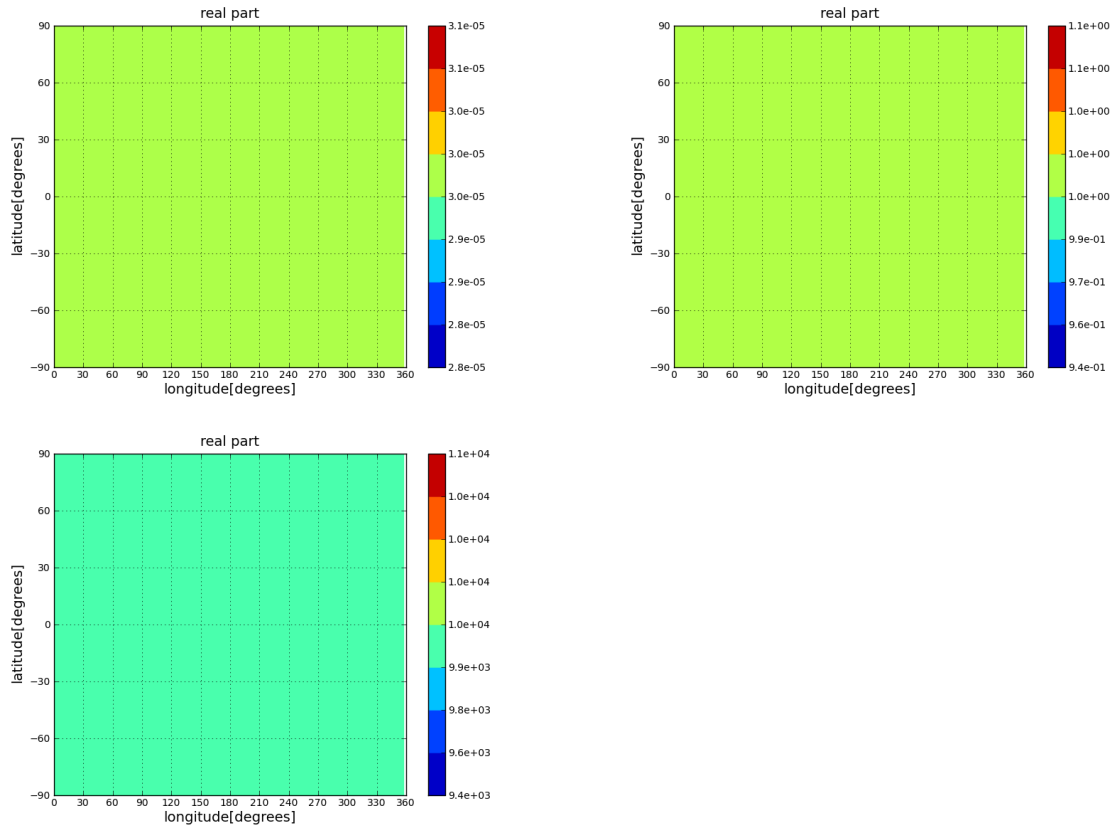 real part
90
60
30
0
−30
−60
−90
latitude[degrees]
0 30 60 90 120 150 180 210 240 270 300 330 360
longitude[degrees]
3.1e-05
3.1e-05
3.0e-05
3.0e-05
3.0e-05
2.9e-05
2.9e-05
2.8e-05
2.8e-05
real part
90
60
30
0
−30
−60
−90
latitude[degrees]
0 30 60 90 120 150 180 210 240 270 300 330 360
longitude[degrees]
1.1e+00
1.1e+00
1.0e+00
1.0e+00
1.0e+00
9.9e-01
9.7e-01
9.6e-01
9.4e-01
real part
90
60
30
0
−30
−60
−90
latitude[degrees]
0 30 60 90 120 150 180 210 240 270 300 330 360
longitude[degrees]
1.1e+04
1.0e+04
1.0e+04
1.0e+04
1.0e+04
9.9e+03
9.8e+03
9.6e+03
9.4e+03